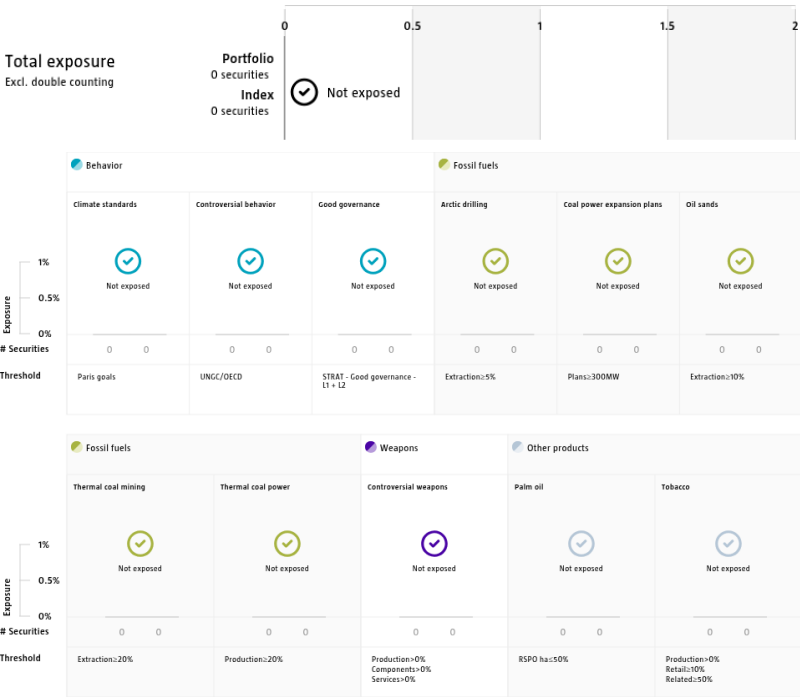 0 0.5 1 1.5 2
Total exposure
Excl. double counting
Portfolio
0 securities
Index
0 securities
Not exposed
Behavior Fossil fuels
Climate standards Controversial behavior Good governance Arctic drilling Coal power expansion plans Oil sands
1%
Not exposed Not exposed Not exposed Not exposed Not exposed Not exposed
0.5%
Exposure
0%
# Securities 0 0 0 0 0 0 0 0 0 0 0 0
Threshold Paris goals UNGC/OECD STRAT - Good governance - Extraction≥5% Plans≥300MW Extraction≥10%
L1 + L2
Fossil fuels Weapons Other products
Thermal coal mining Thermal coal power Controversial weapons Palm oil Tobacco
1%
Not exposed Not exposed Not exposed Not exposed Not exposed
0.5%
Exposure
0%
# Securities 0 0 0 0 0 0 0 0 0 0
Threshold Extraction≥20% Production≥20% Production>0% RSPO ha≤50% Production>0%
Components>0% Retail≥10%
Services>0% Related≥50%